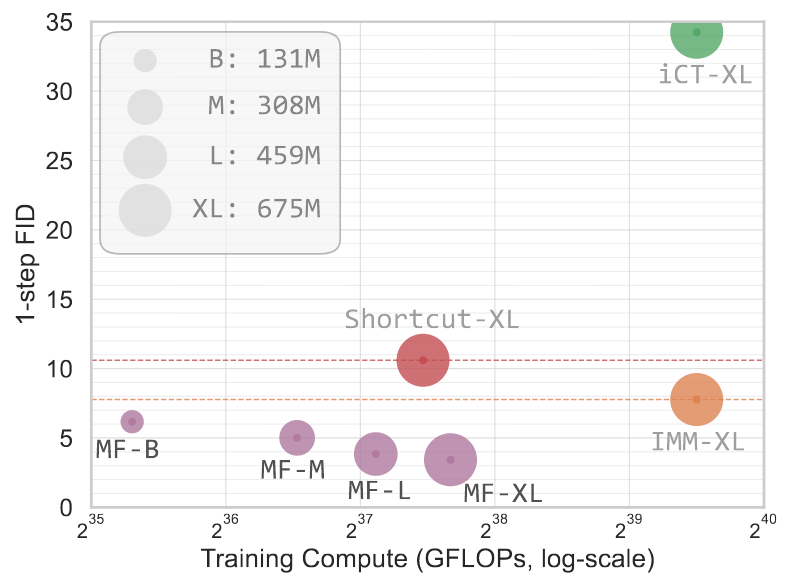 35
30
25
20
15
10
5
0
1-step FID
B: 131M
M: 308M
L: 459M
XL: 675M
iCT-XL
Shortcut-XL
IMM-XL
MF-B
MF-M
MF-L
MF-XL
2^35 2^36 2^37 2^38 2^39 2^40
Training Compute (GFLOPs, log-scale)